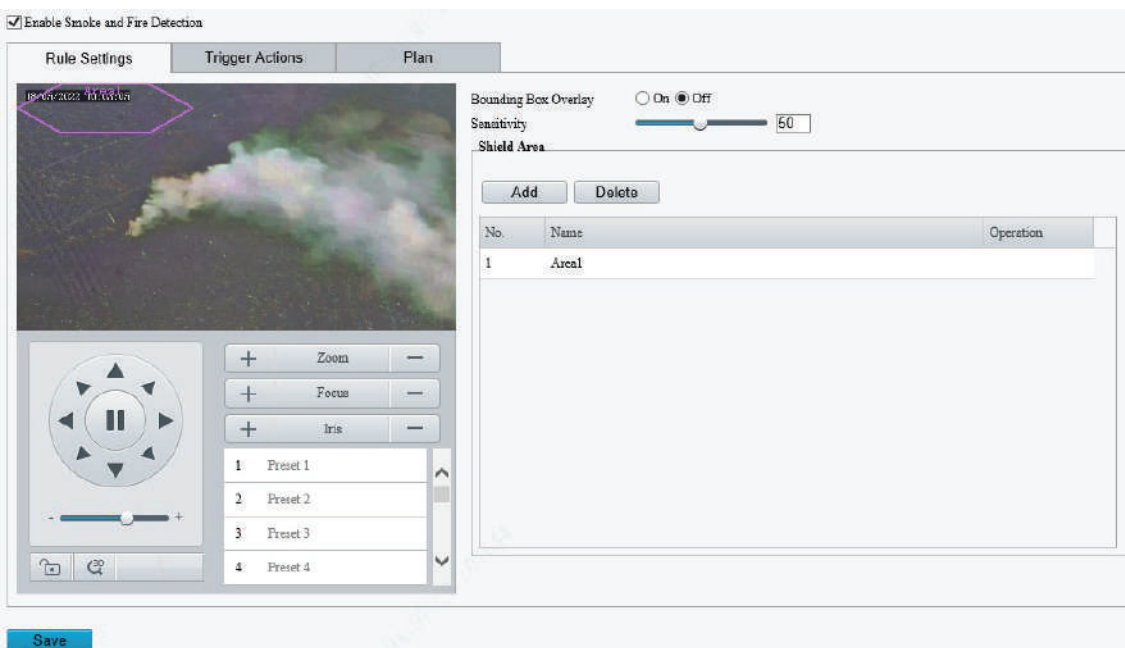 Enable Smoke and Fire Detection
Rule Settings Trigger Actions Plan
Area1
Bounding Box Overlay On Off
Sensitivity 60
Shield Area
Add Delete
No. Name Operation
1 Area1
+ Zoom −
+ Focus −
+ Iris −
1 Preset 1
2 Preset 2
3 Preset 3
4 Preset 4
- +
3D
Save